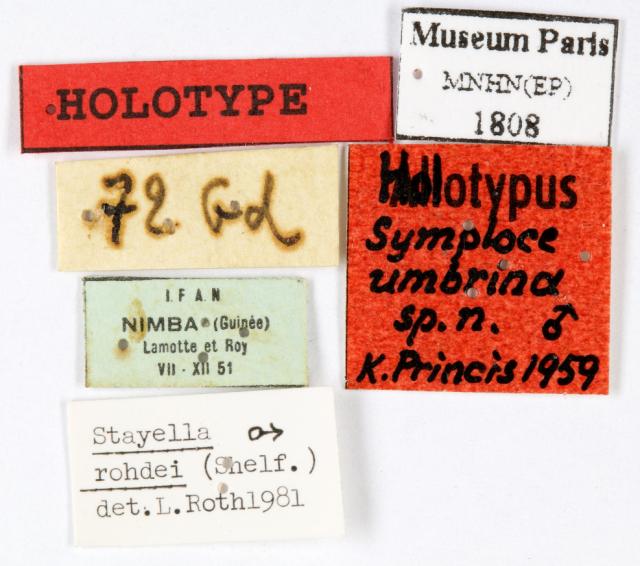 HOLOTYPE
Museum Paris
MNHN(EP)
1808
72 Gd
Holotypus
Symploce
umbrina
sp. n. ♂
K. Princis 1959
I. F. A. N
NIMBA (Guinée)
Lamotte et Roy
VII - XII 51
Stayella ♂
rohdei (Shelf.)
det. L. Roth1981